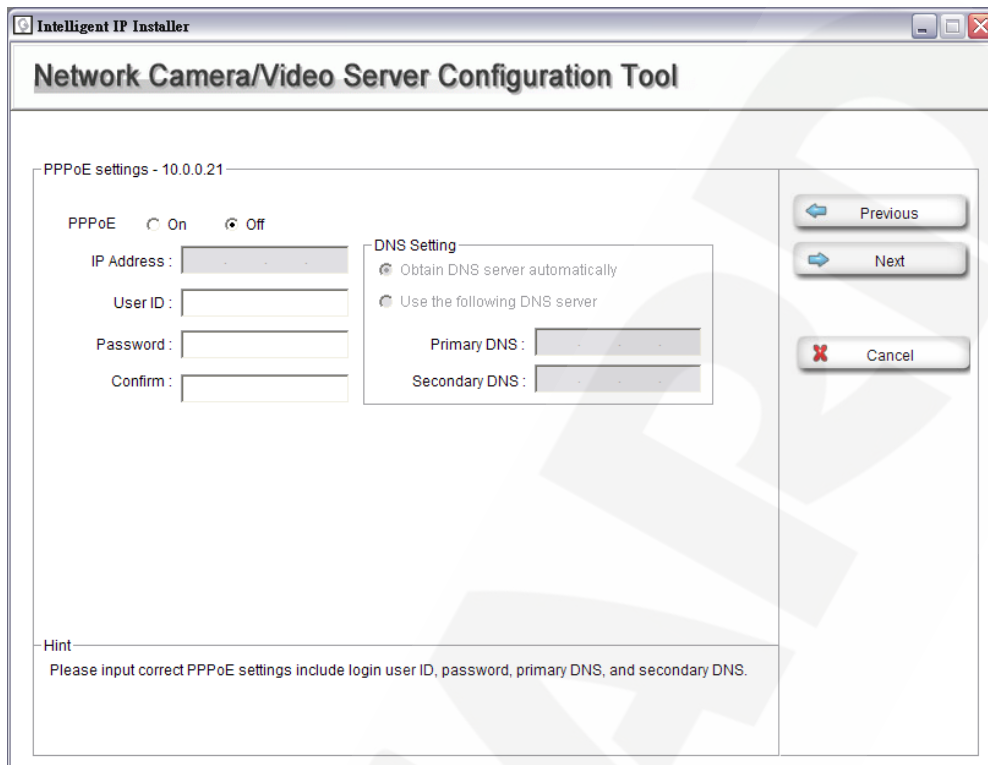 Intelligent IP Installer
Network Camera/Video Server Configuration Tool
PPPoE settings - 10.0.0.21
PPPoE On Off
IP Address :
User ID :
Password :
Confirm :
DNS Setting
Obtain DNS server automatically
Use the following DNS server
Primary DNS :
Secondary DNS :
Previous
Next
Cancel
Hint
Please input correct PPPoE settings include login user ID, password, primary DNS, and secondary DNS.